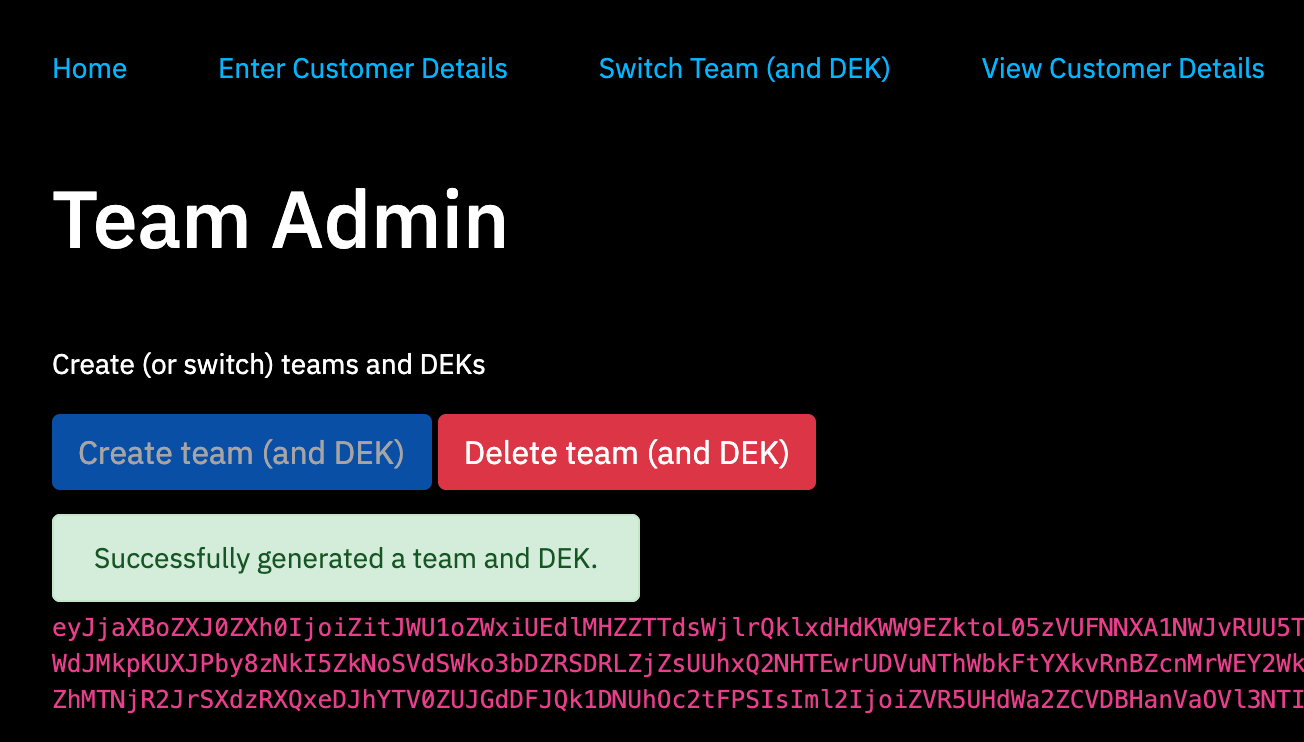 Home Enter Customer Details Switch Team (and DEK) View Customer Details
Team Admin
Create (or switch) teams and DEKs
Create team (and DEK) Delete team (and DEK)
Successfully generated a team and DEK.
eyJjaXBoZXJ0ZXh0IjoiZitJWU1oZWxiUEdlMHZZTTdsWjlrQklxdHdKWW9EZktoL05zVUFNNXA1NWJvRUU5T
WdJMkpKUXJPby8zNkI5ZkNoSVdSWko3bDZRSDRLZjZsUUhxQ2NHTEwrUDVuNThWbkFtYXkvRnBZcnMrWEY2Wk
ZhMTNjR2JrSXdzRXQxeDJhYTV0ZUJGdDFJQk1DNUhOc2tFPSIsIml2IjoiZVR5UHdWa2ZCVDBHanVaOVl3NTI